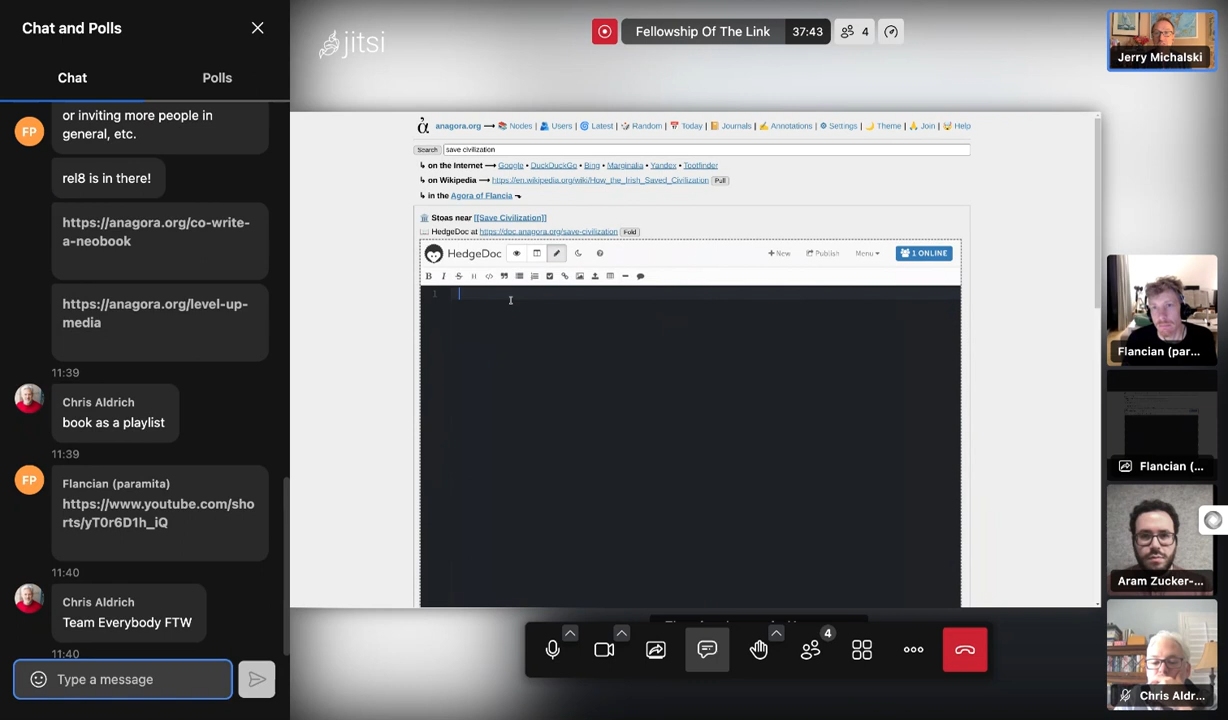 Chat and Polls
Chat
Polls
FP
or inviting more people in
general, etc.
rel8 is in there!
https://anagora.org/co-write-
a-neobook
https://anagora.org/level-up-
media
11:39
Chris Aldrich
book as a playlist
11:39
FP
Flancian (paramita)
https://www.youtube.com/sho
rts/yT0r6D1h_iQ
11:40
Chris Aldrich
Team Everybody FTW
11:40
Type a message
jitsi
Fellowship Of The Link
37:43
4
anagora.org ⟶ 📚 Nodes | 👥 Users | 🌀 Latest | 🎲 Random | 📅 Today | 📔 Journals | ✍ Annotations | ⚙ Settings | 🌙 Theme | 🙏 Join | 🤯 Help
Search save civilization
↳ on the Internet ⟶ Google • DuckDuckGo • Bing • Marginalia • Yandex • Tootfinder
↳ on Wikipedia ⟶ https://en.wikipedia.org/wiki/How_the_Irish_Saved_Civilization Pull
↳ in the Agora of Flancia
🏛 Stoas near [[Save Civilization]]
📖 HedgeDoc at https://doc.anagora.org/save-civilization Fold
HedgeDoc
+ New
Publish
Menu
1 ONLINE
B I S H </>
1
4
Jerry Michalski
Flancian (par...
Flancian (...
Aram Zucker-...
Chris Aldr...